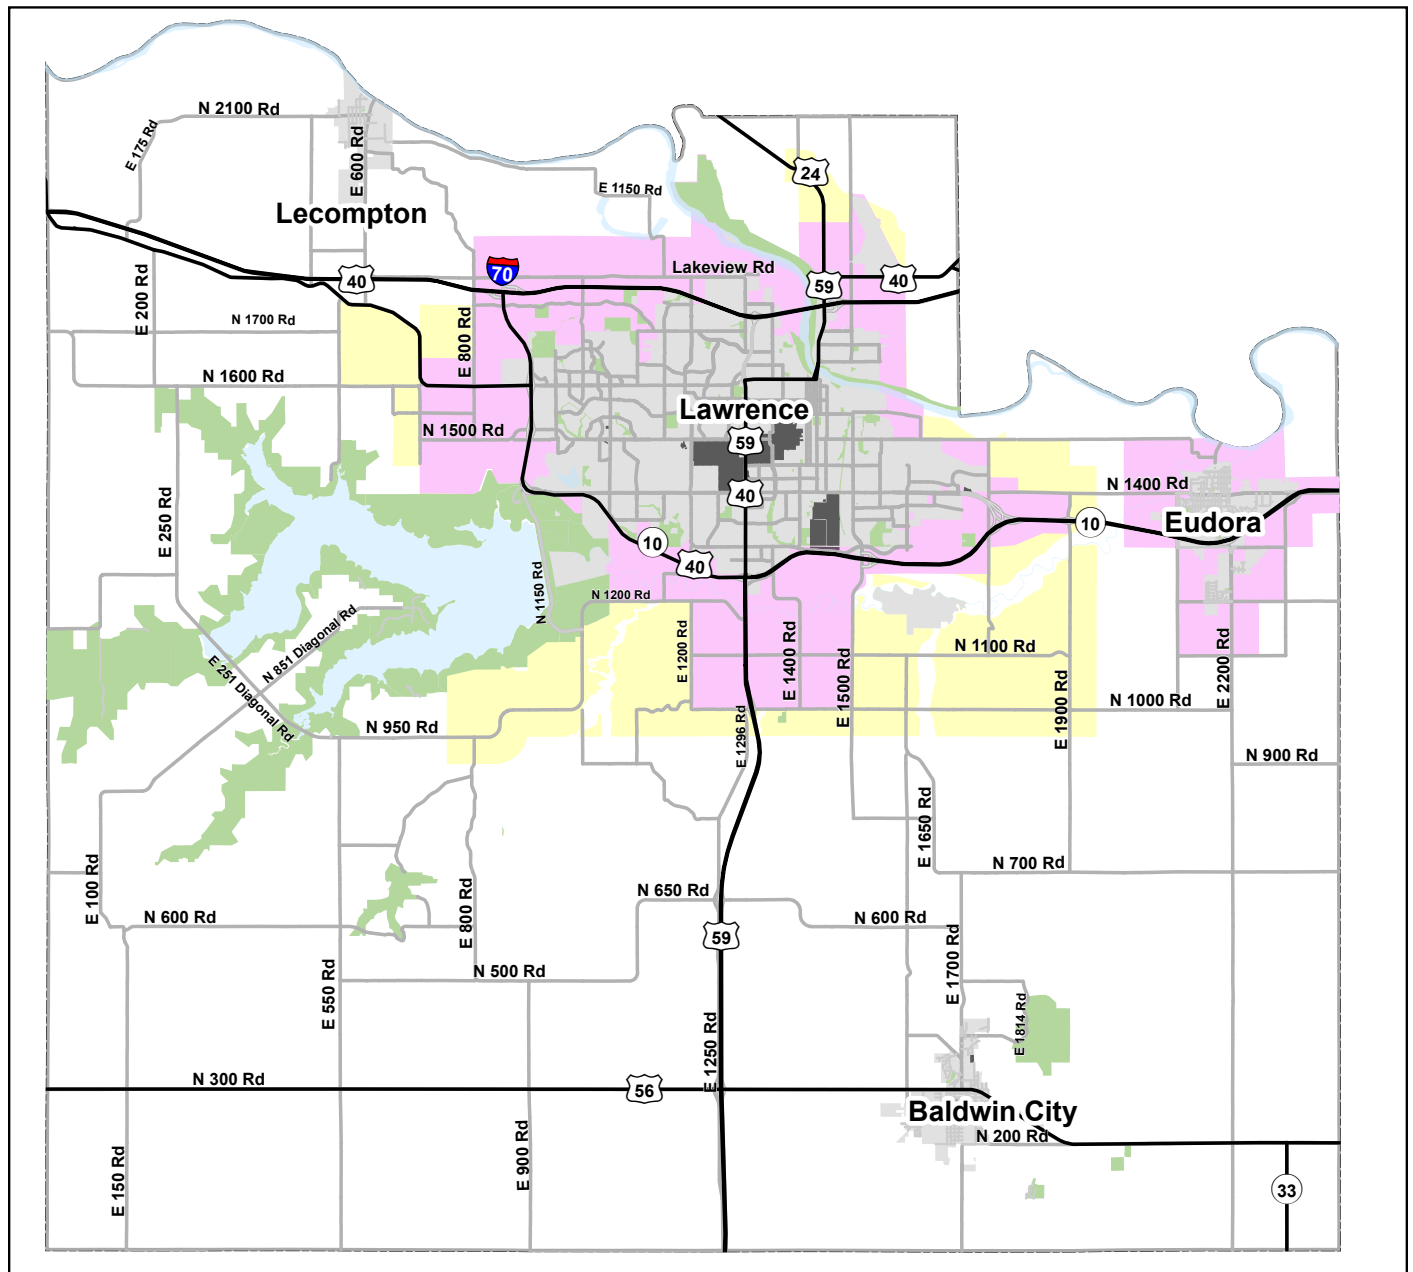 N 2100 Rd
E 175 Rd
E 600 Rd
24
E 1150 Rd
Lecompton
E 200 Rd
40
70
Lakeview Rd
59
40
N 1700 Rd
E 800 Rd
N 1600 Rd
Lawrence
N 1500 Rd
59
40
N 1400 Rd
Eudora
E 250 Rd
10
10
40
N 1150 Rd
N 1200 Rd
N 851 Diagonal Rd
E 251 Diagonal Rd
E 1200 Rd
E 1400 Rd
E 1500 Rd
N 1100 Rd
E 1900 Rd
E 2200 Rd
N 1000 Rd
N 950 Rd
E 1296 Rd
N 900 Rd
E 1650 Rd
N 700 Rd
E 100 Rd
N 600 Rd
E 800 Rd
N 650 Rd
N 600 Rd
59
E 550 Rd
N 500 Rd
E 1700 Rd
E 1814 Rd
E 1250 Rd
N 300 Rd
56
Baldwin City
N 200 Rd
E 150 Rd
E 900 Rd
33